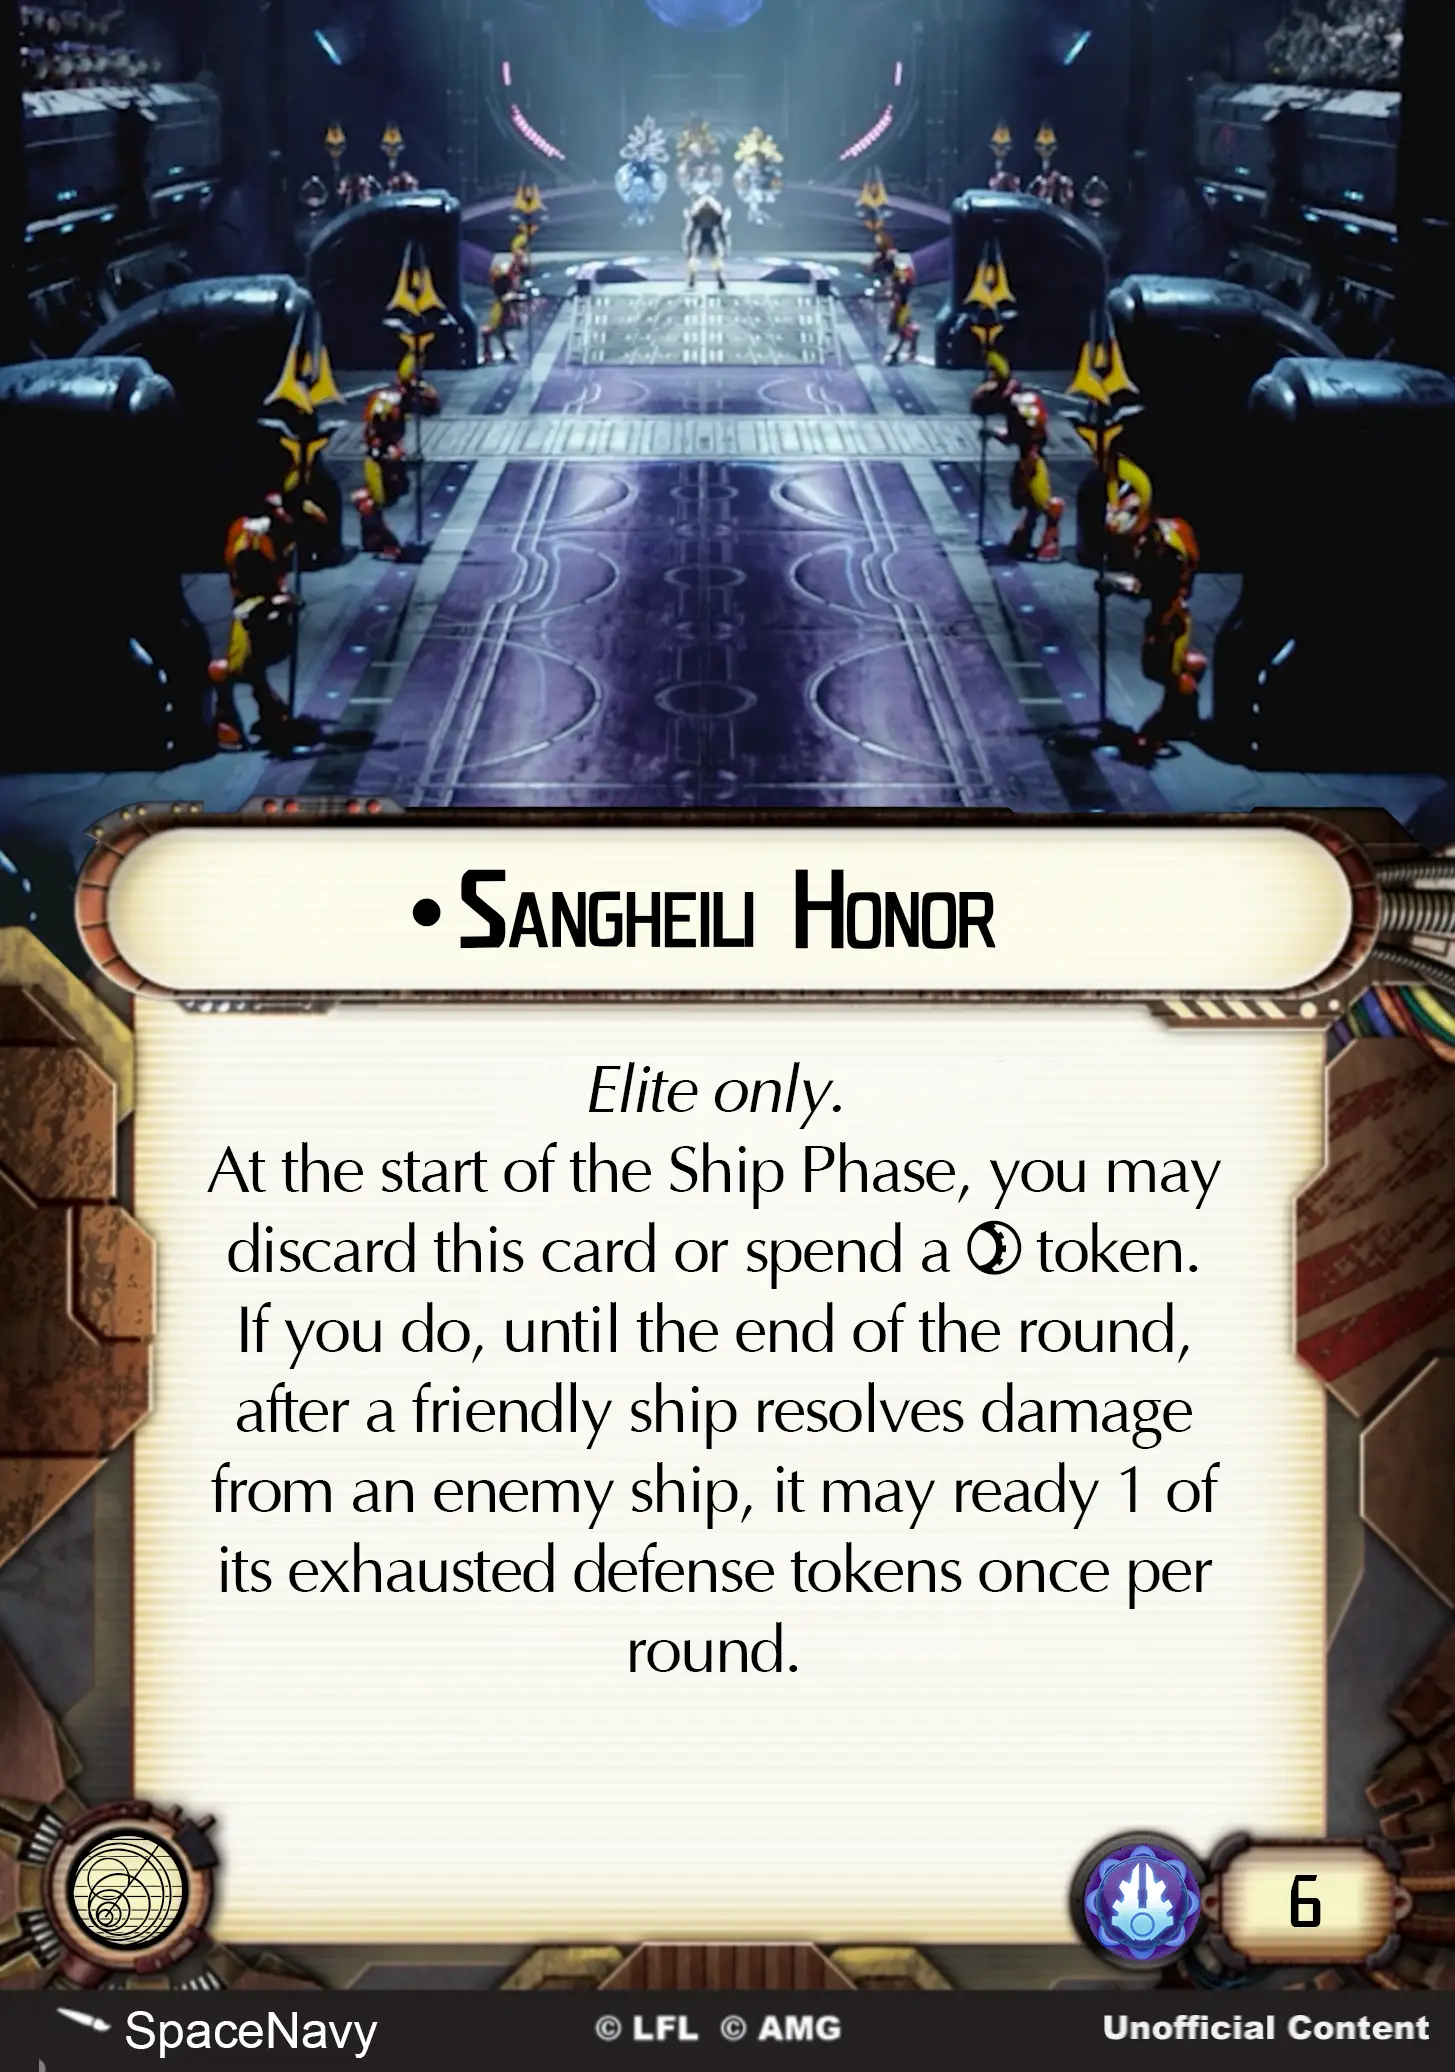 • Sangheili Honor
Elite only.
At the start of the Ship Phase, you may
discard this card or spend a token.
If you do, until the end of the round,
after a friendly ship resolves damage
from an enemy ship, it may ready 1 of
its exhausted defense tokens once per
round.
6
SpaceNavy
© LFL © AMG
Unofficial Content